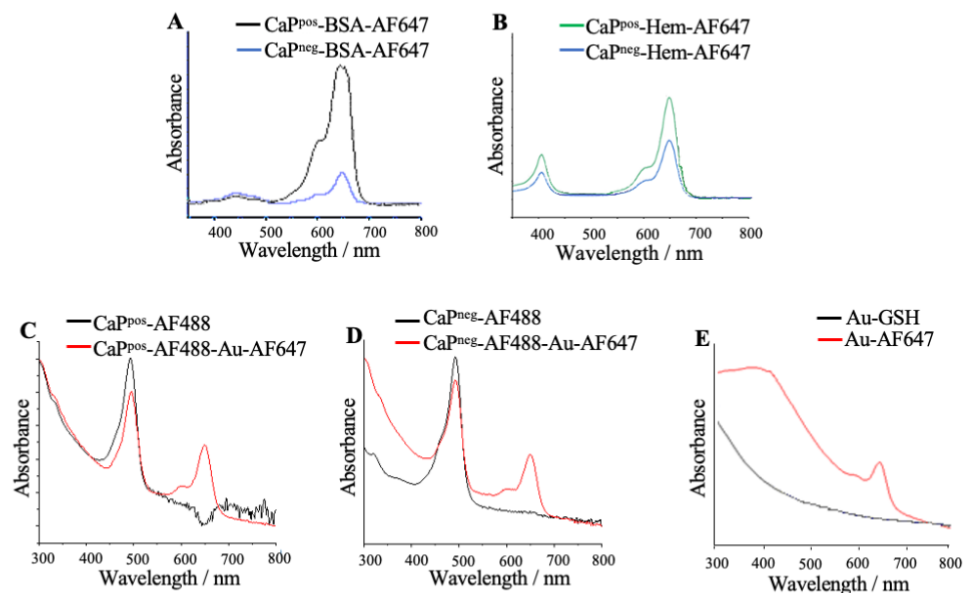 A
CaPpos-BSA-AF647
CaPneg-BSA-AF647
Absorbance
400 500 600 700 800
Wavelength / nm
B
CaPpos-Hem-AF647
CaPneg-Hem-AF647
Absorbance
400 500 600 700 800
Wavelength / nm
C
CaPpos-AF488
CaPpos-AF488-Au-AF647
Absorbance
300 400 500 600 700 800
Wavelength / nm
D
CaPneg-AF488
CaPneg-AF488-Au-AF647
Absorbance
300 400 500 600 700 800
Wavelength / nm
E
Au-GSH
Au-AF647
Absorbance
300 400 500 600 700 800
Wavelength / nm